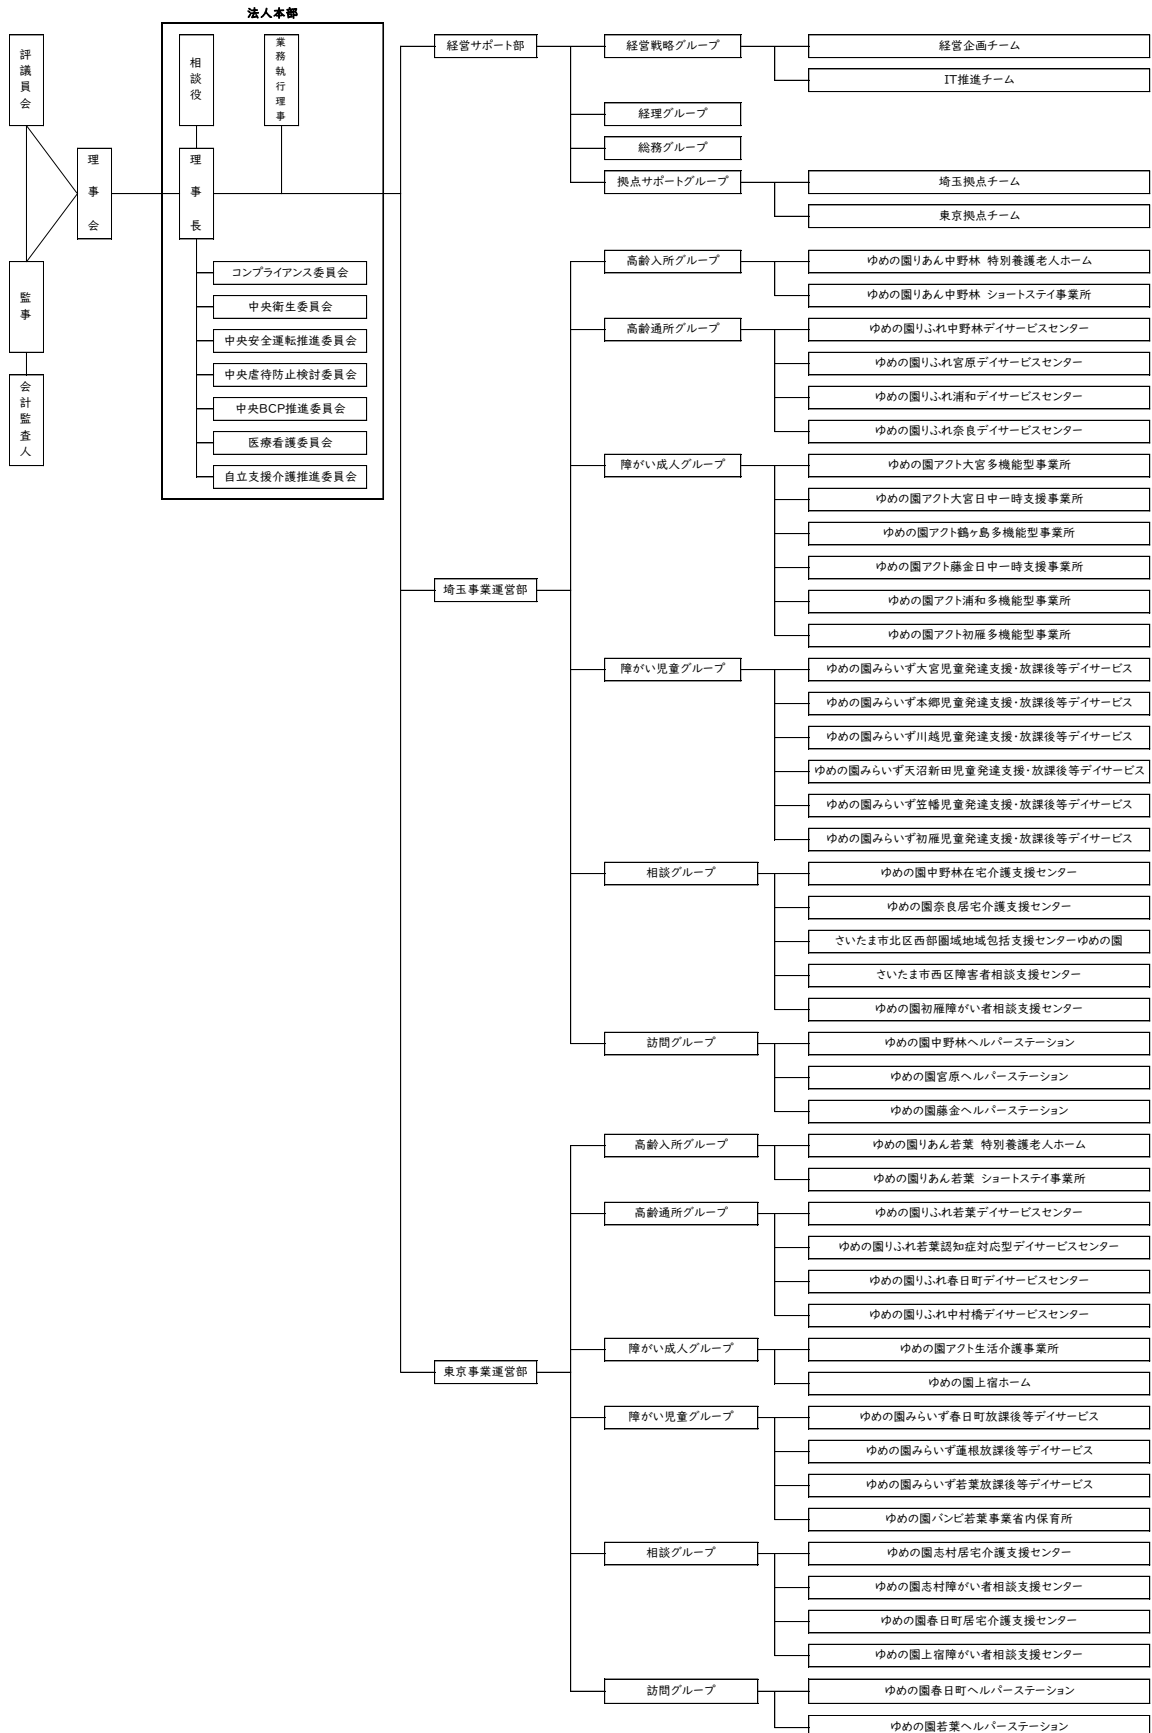 法人本部
評議員会
理事会
監事
会計監査人
相談役
業務執行理事
理事長
コンプライアンス委員会
中央衛生委員会
中央安全運転推進委員会
中央虐待防止検討委員会
中央BCP推進委員会
医療看護委員会
自立支援介護推進委員会
経営サポート部
経営戦略グループ
経営企画チーム
IT推進チーム
経理グループ
総務グループ
拠点サポートグループ
埼玉拠点チーム
東京拠点チーム
埼玉事業運営部
高齢入所グループ
ゆめの園りあん中野林 特別養護老人ホーム
ゆめの園りあん中野林 ショートステイ事業所
高齢通所グループ
ゆめの園りふれ中野林デイサービスセンター
ゆめの園りふれ宮原デイサービスセンター
ゆめの園りふれ浦和デイサービスセンター
ゆめの園りふれ奈良デイサービスセンター
障がい成人グループ
ゆめの園アクト大宮多機能型事業所
ゆめの園アクト大宮日中一時支援事業所
ゆめの園アクト鶴ヶ島多機能型事業所
ゆめの園アクト藤金日中一時支援事業所
ゆめの園アクト浦和多機能型事業所
ゆめの園アクト初雁多機能型事業所
障がい児童グループ
ゆめの園みらいず大宮児童発達支援・放課後等デイサービス
ゆめの園みらいず本郷児童発達支援・放課後等デイサービス
ゆめの園みらいず川越児童発達支援・放課後等デイサービス
ゆめの園みらいず天沼新田児童発達支援・放課後等デイサービス
ゆめの園みらいず笠幡児童発達支援・放課後等デイサービス
ゆめの園みらいず初雁児童発達支援・放課後等デイサービス
相談グループ
ゆめの園中野林在宅介護支援センター
ゆめの園奈良居宅介護支援センター
さいたま市北区西部圏域地域包括支援センターゆめの園
さいたま市西区障害者相談支援センター
ゆめの園初雁障がい者相談支援センター
訪問グループ
ゆめの園中野林ヘルパーステーション
ゆめの園宮原ヘルパーステーション
ゆめの園藤金ヘルパーステーション
東京事業運営部
高齢入所グループ
ゆめの園りあん若葉 特別養護老人ホーム
ゆめの園りあん若葉 ショートステイ事業所
高齢通所グループ
ゆめの園りふれ若葉デイサービスセンター
ゆめの園りふれ若葉認知症対応型デイサービスセンター
ゆめの園りふれ春日町デイサービスセンター
ゆめの園りふれ中村橋デイサービスセンター
障がい成人グループ
ゆめの園アクト生活介護事業所
ゆめの園上宿ホーム
障がい児童グループ
ゆめの園みらいず春日町放課後等デイサービス
ゆめの園みらいず蓮根放課後等デイサービス
ゆめの園みらいず若葉放課後等デイサービス
ゆめの園バンビ若葉事業省内保育所
相談グループ
ゆめの園志村居宅介護支援センター
ゆめの園志村障がい者相談支援センター
ゆめの園春日町居宅介護支援センター
ゆめの園上宿障がい者相談支援センター
訪問グループ
ゆめの園春日町ヘルパーステーション
ゆめの園若葉ヘルパーステーション